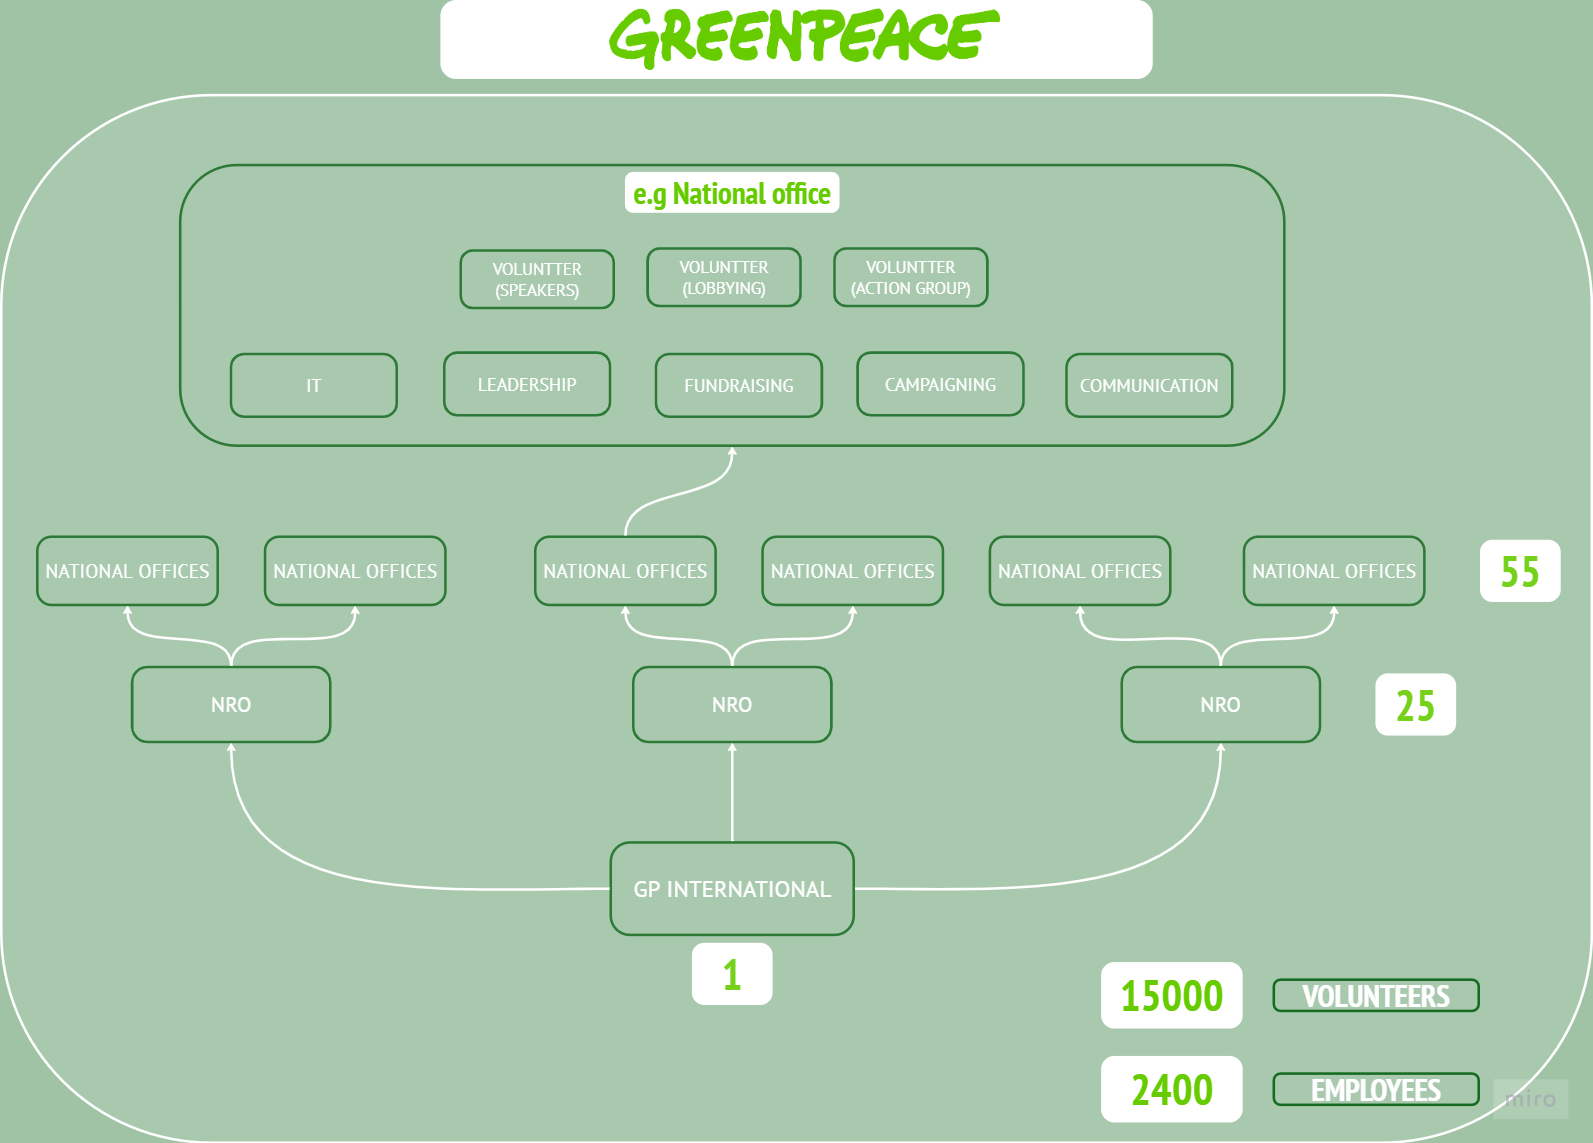 GREENPEACE
e.g National office
VOLUNTTER
(SPEAKERS)
VOLUNTTER
(LOBBYING)
VOLUNTTER
(ACTION GROUP)
IT
LEADERSHIP
FUNDRAISING
CAMPAIGNING
COMMUNICATION
NATIONAL OFFICES
NATIONAL OFFICES
NATIONAL OFFICES
NATIONAL OFFICES
NATIONAL OFFICES
NATIONAL OFFICES
55
NRO
NRO
NRO
25
GP INTERNATIONAL
1
15000
VOLUNTEERS
2400
EMPLOYEES
miro